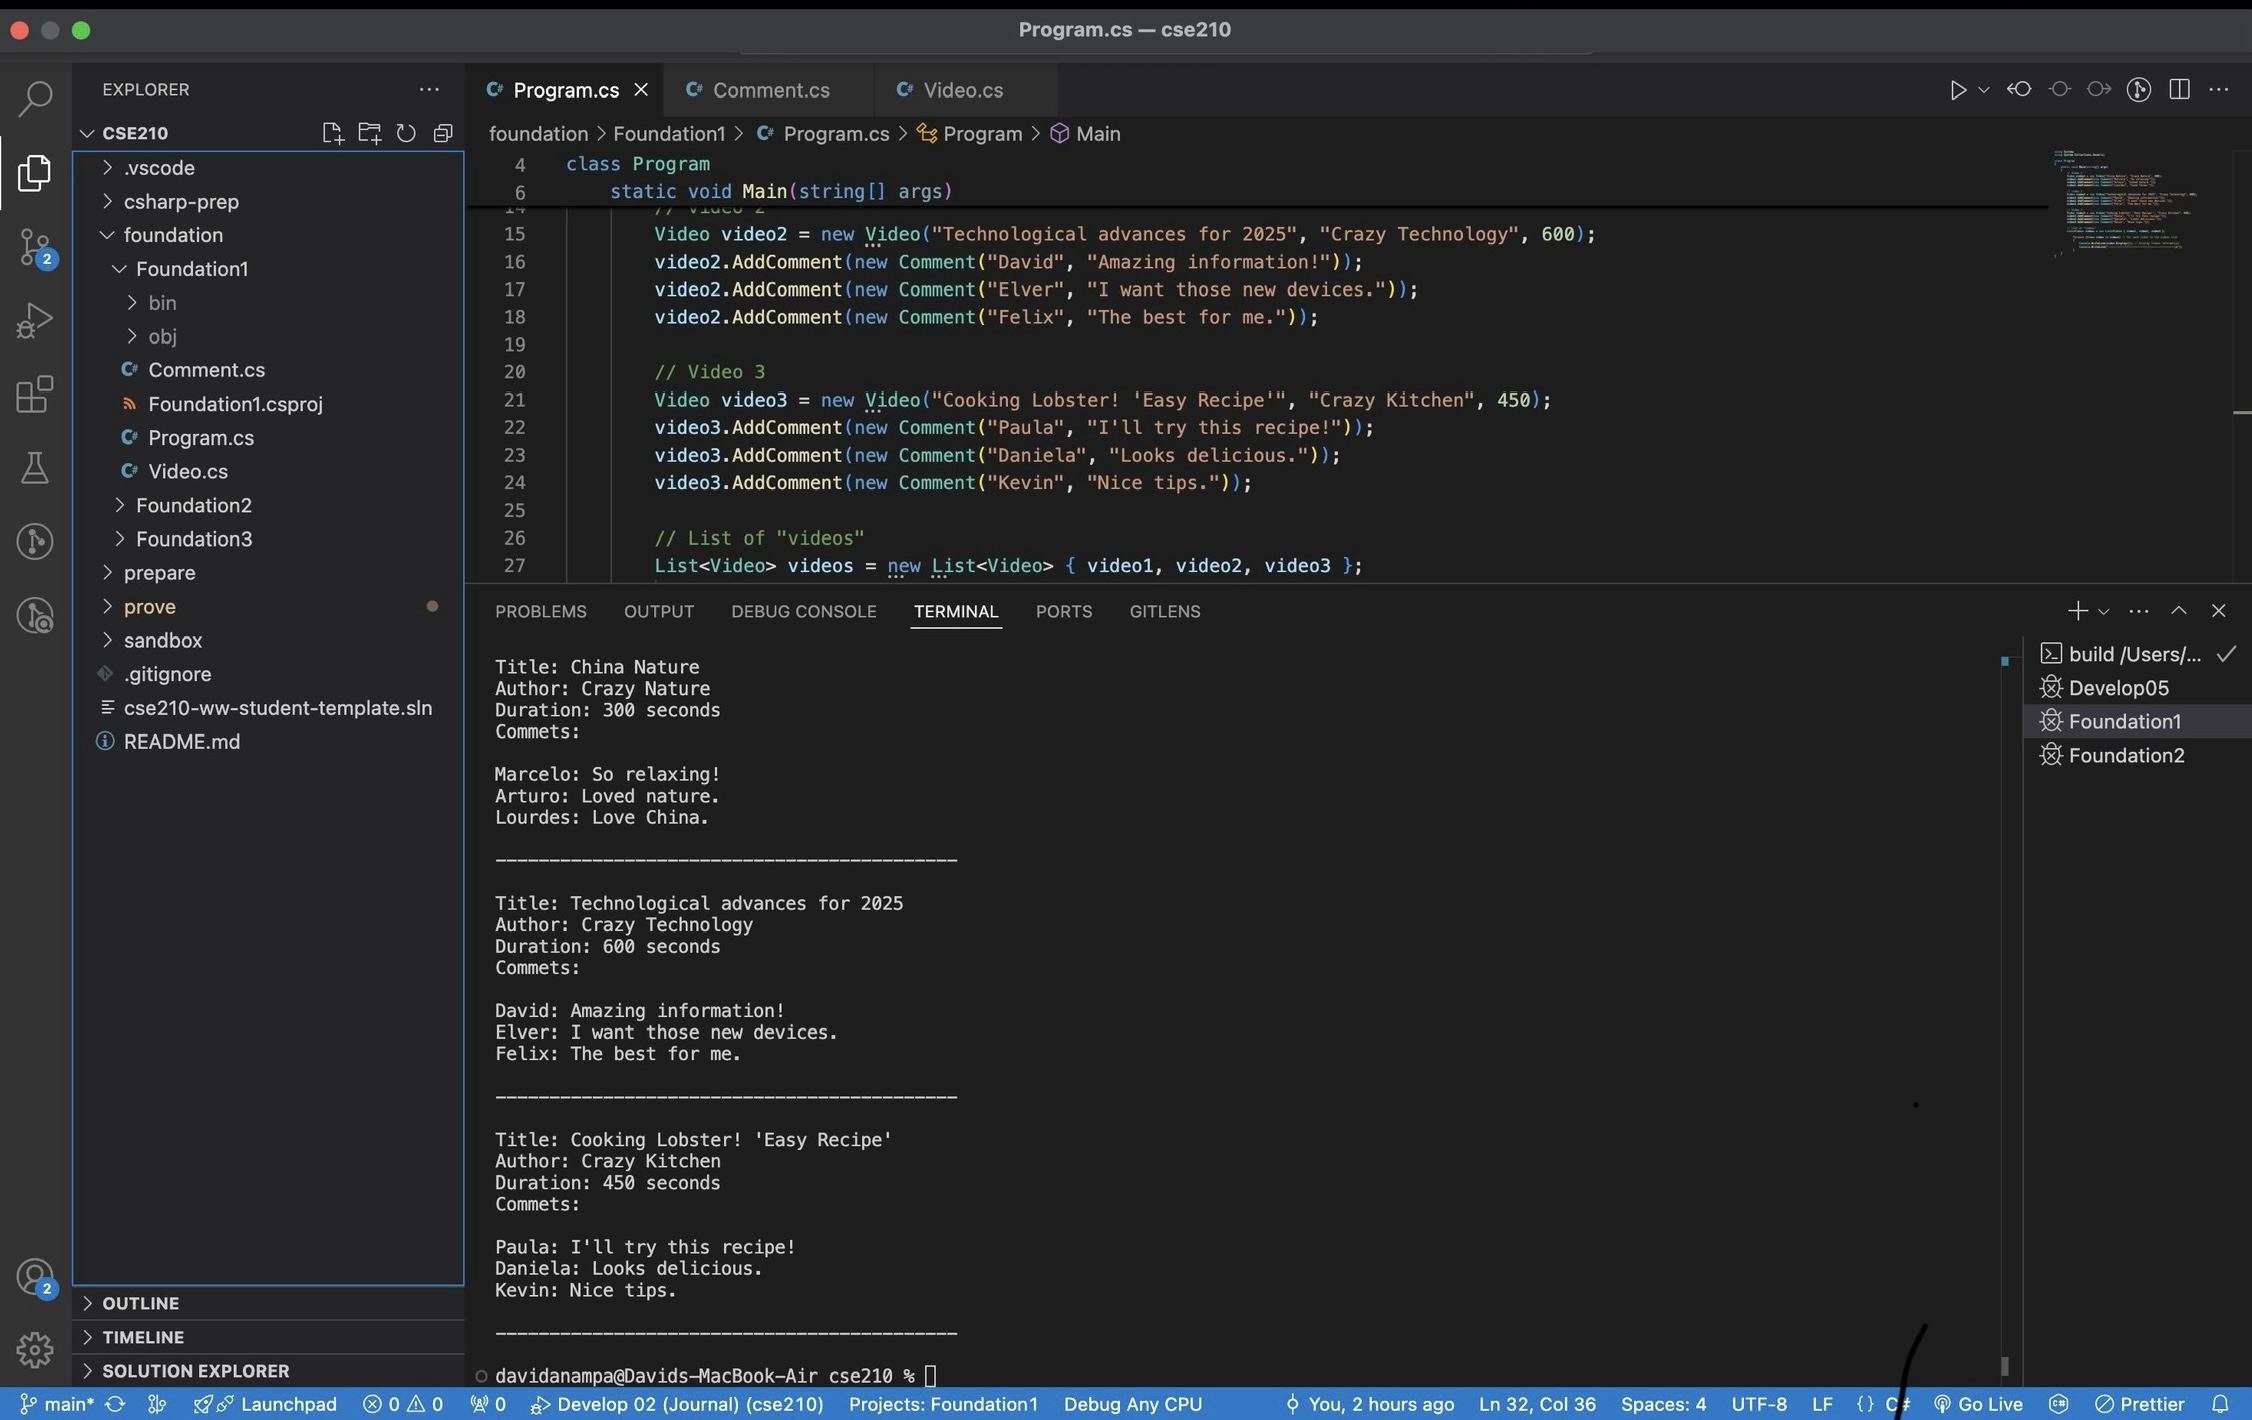 Program.cs — cse210
EXPLORER
CSE210
.vscode
csharp-prep
foundation
Foundation1
bin
obj
Comment.cs
Foundation1.csproj
Program.cs
Video.cs
Foundation2
Foundation3
prepare
prove
sandbox
.gitignore
cse210-ww-student-template.sln
README.md
OUTLINE
TIMELINE
SOLUTION EXPLORER
2
2
Program.cs
Comment.cs
Video.cs
foundation > Foundation1 > Program.cs > Program > Main
4 class Program
6 static void Main(string[] args)
14 // Video 2
15 Video video2 = new Video("Technological advances for 2025", "Crazy Technology", 600);
16 video2.AddComment(new Comment("David", "Amazing information!"));
17 video2.AddComment(new Comment("Elver", "I want those new devices."));
18 video2.AddComment(new Comment("Felix", "The best for me."));
19
20 // Video 3
21 Video video3 = new Video("Cooking Lobster! 'Easy Recipe'", "Crazy Kitchen", 450);
22 video3.AddComment(new Comment("Paula", "I'll try this recipe!"));
23 video3.AddComment(new Comment("Daniela", "Looks delicious."));
24 video3.AddComment(new Comment("Kevin", "Nice tips."));
25
26 // List of "videos"
27 List<Video> videos = new List<Video> { video1, video2, video3 };
PROBLEMS OUTPUT DEBUG CONSOLE TERMINAL PORTS GITLENS
Title: China Nature
Author: Crazy Nature
Duration: 300 seconds
Commets:
Marcelo: So relaxing!
Arturo: Loved nature.
Lourdes: Love China.
-------------------------------------------
Title: Technological advances for 2025
Author: Crazy Technology
Duration: 600 seconds
Commets:
David: Amazing information!
Elver: I want those new devices.
Felix: The best for me.
-------------------------------------------
Title: Cooking Lobster! 'Easy Recipe'
Author: Crazy Kitchen
Duration: 450 seconds
Commets:
Paula: I'll try this recipe!
Daniela: Looks delicious.
Kevin: Nice tips.
-------------------------------------------
davidanampa@Davids-MacBook-Air cse210 %
build /Users/...
Develop05
Foundation1
Foundation2
main* Launchpad 0 0 0 Develop 02 (Journal) (cse210) Projects: Foundation1 Debug Any CPU You, 2 hours ago Ln 32, Col 36 Spaces: 4 UTF-8 LF {} C# Go Live Prettier